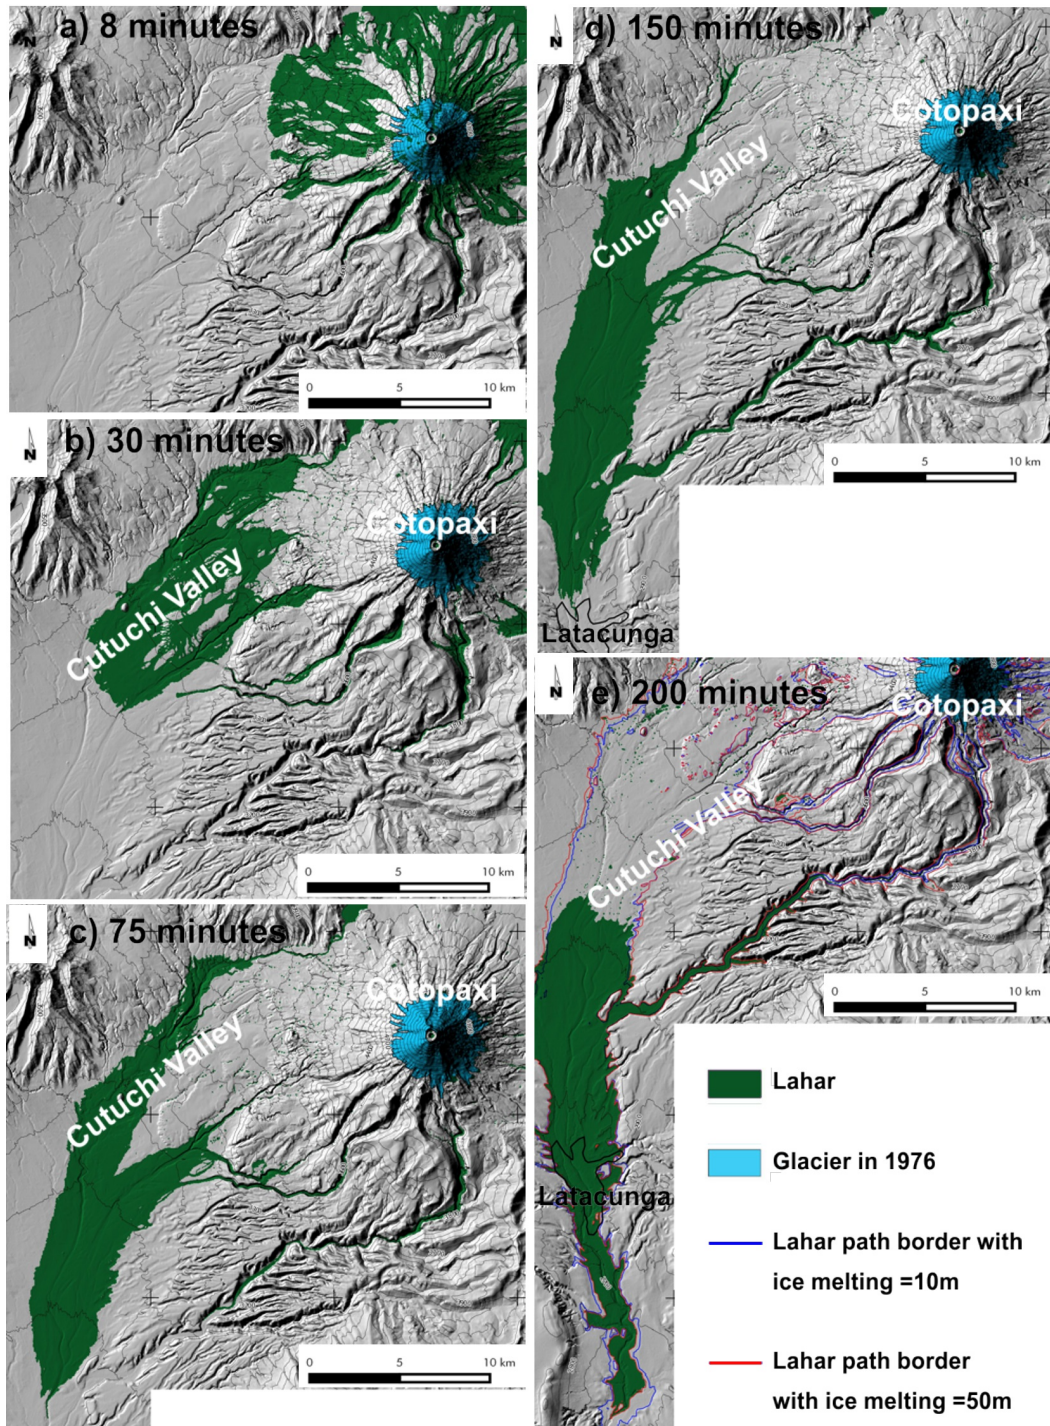 N
a) 8 minutes
0 5 10 km
N
b) 30 minutes
Cotopaxi
Cutuchi Valley
0 5 10 km
N
c) 75 minutes
Cotopaxi
Cutuchi Valley
0 5 10 km
N
d) 150 minutes
Cotopaxi
Cutuchi Valley
0 5 10 km
Latacunga
N
e) 200 minutes
Cotopaxi
Cutuchi Valley
0 5 10 km
Latacunga
Lahar
Glacier in 1976
Lahar path border with
ice melting =10m
Lahar path border
with ice melting =50m